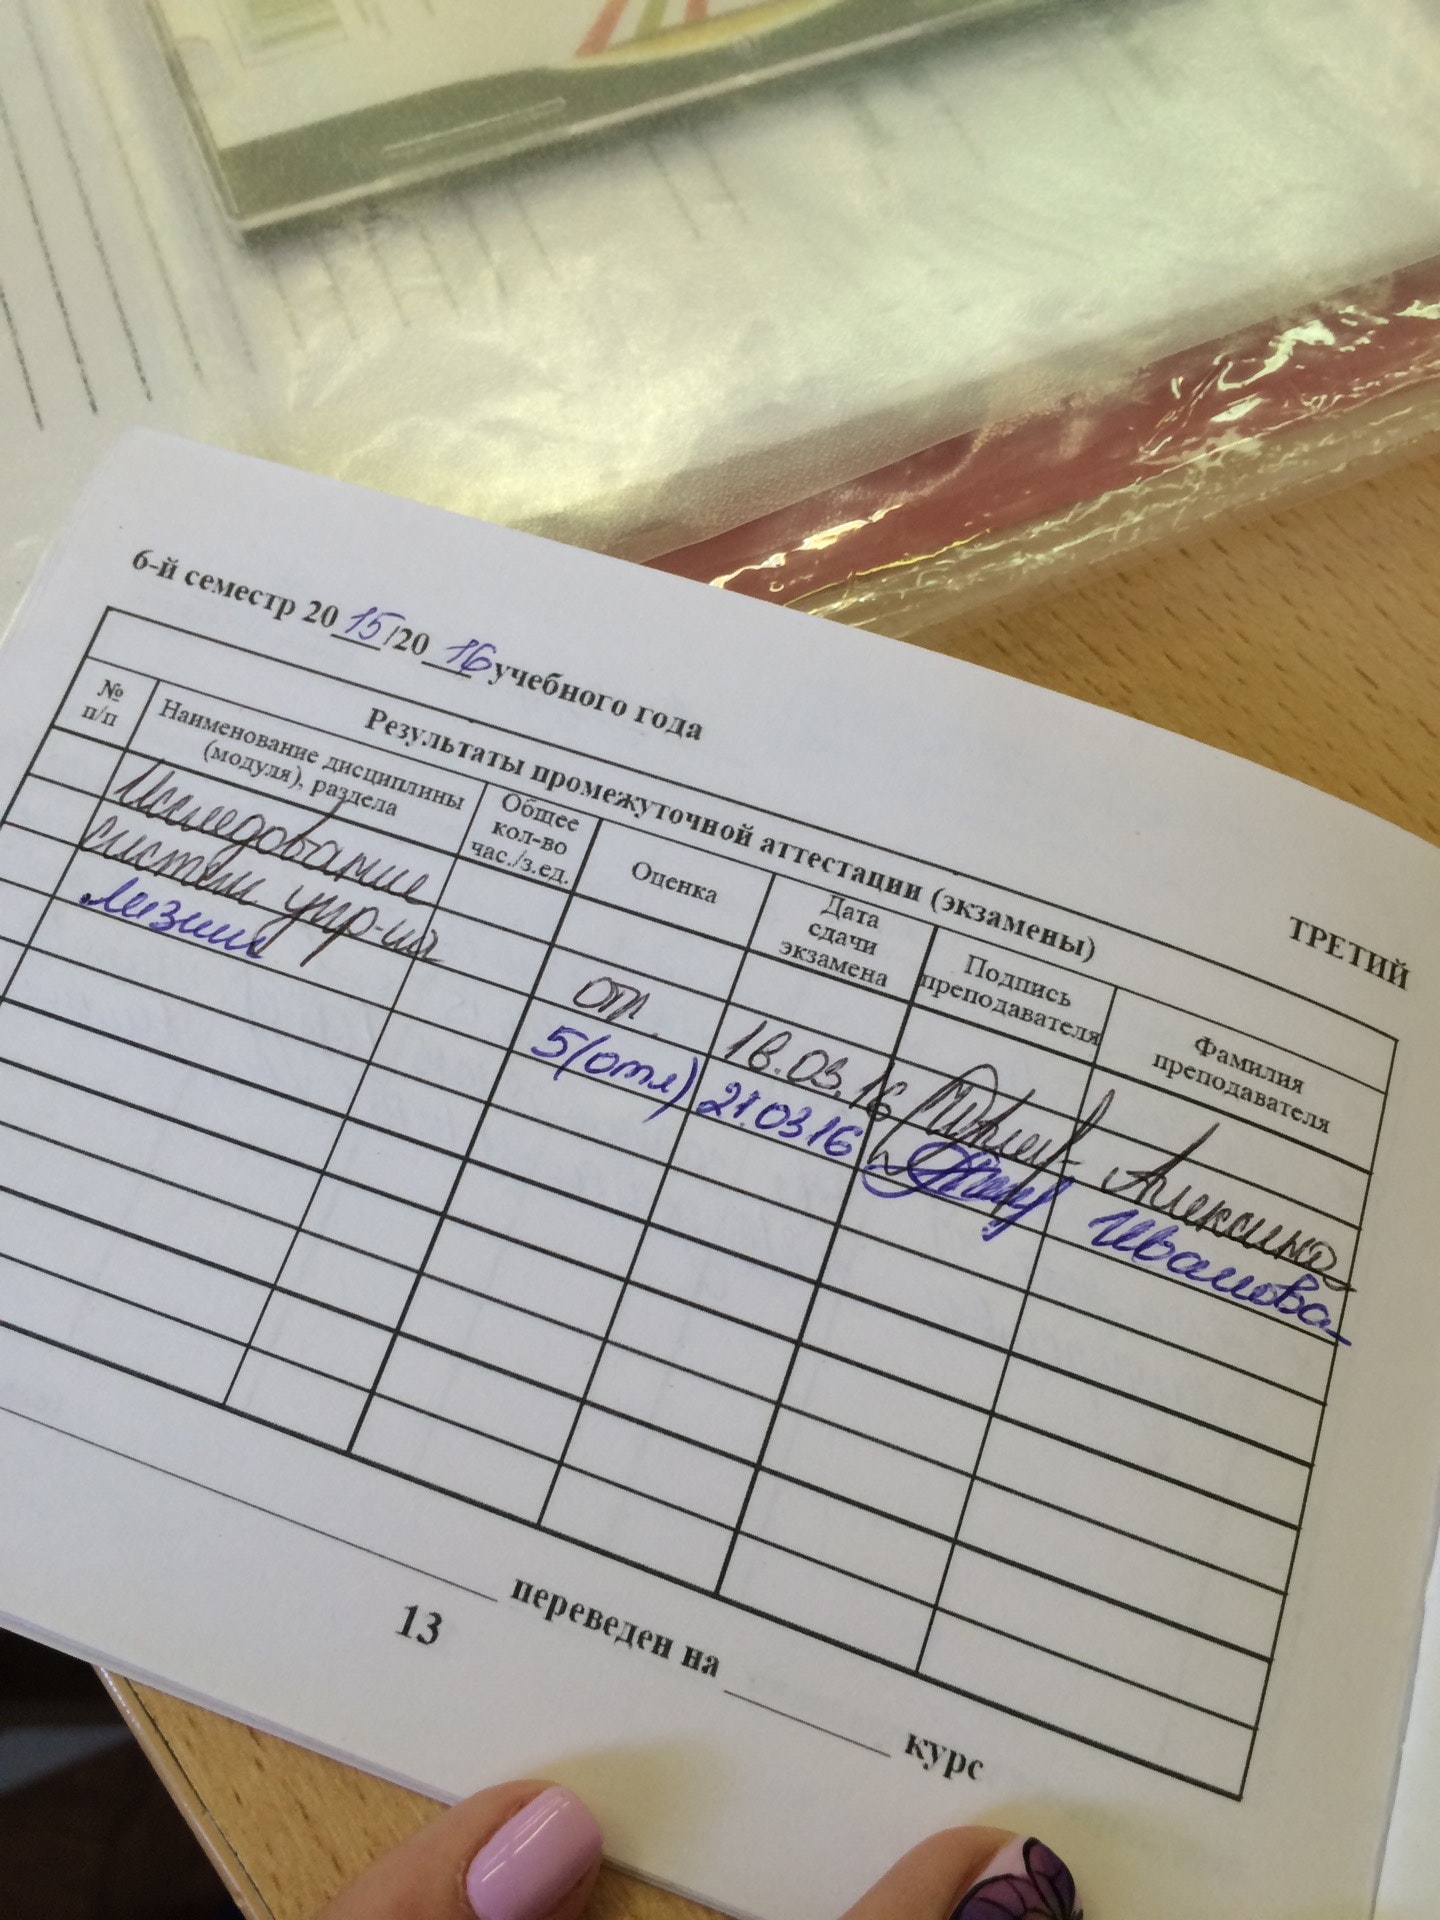 6-й семестр 2015/2016 учебного года
ТРЕТИЙ
Результаты промежуточной аттестации (экзамены)
№ п/п
Наименование дисциплины (модуля), раздела
Общее кол-во час./з.ед.
Оценка
Дата сдачи экзамена
Подпись преподавателя
Фамилия преподавателя
Исследование
систем упр-ия отл. 18.03.16
Лизинг 5(отл) 21.03.16 Иванова
переведен на курс
13